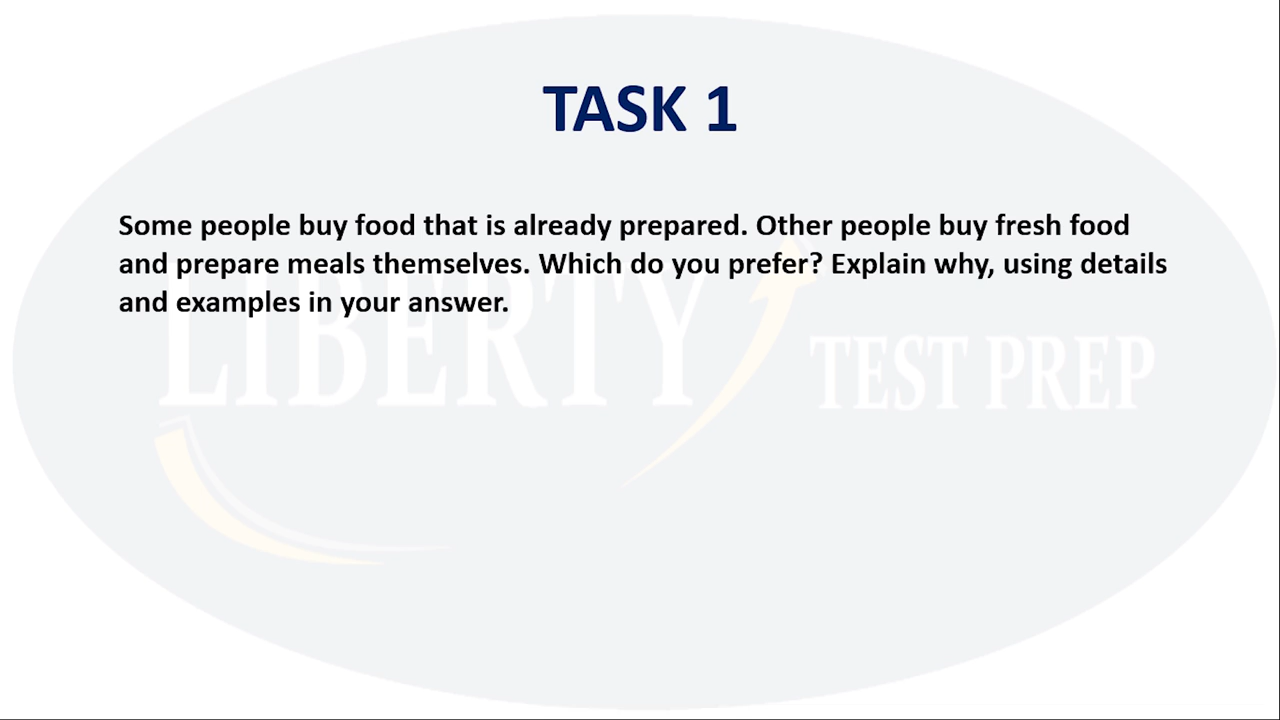 TASK 1
Some people buy food that is already prepared. Other people buy fresh food
and prepare meals themselves. Which do you prefer? Explain why, using details
and examples in your answer.
LIBERTY TEST PREP